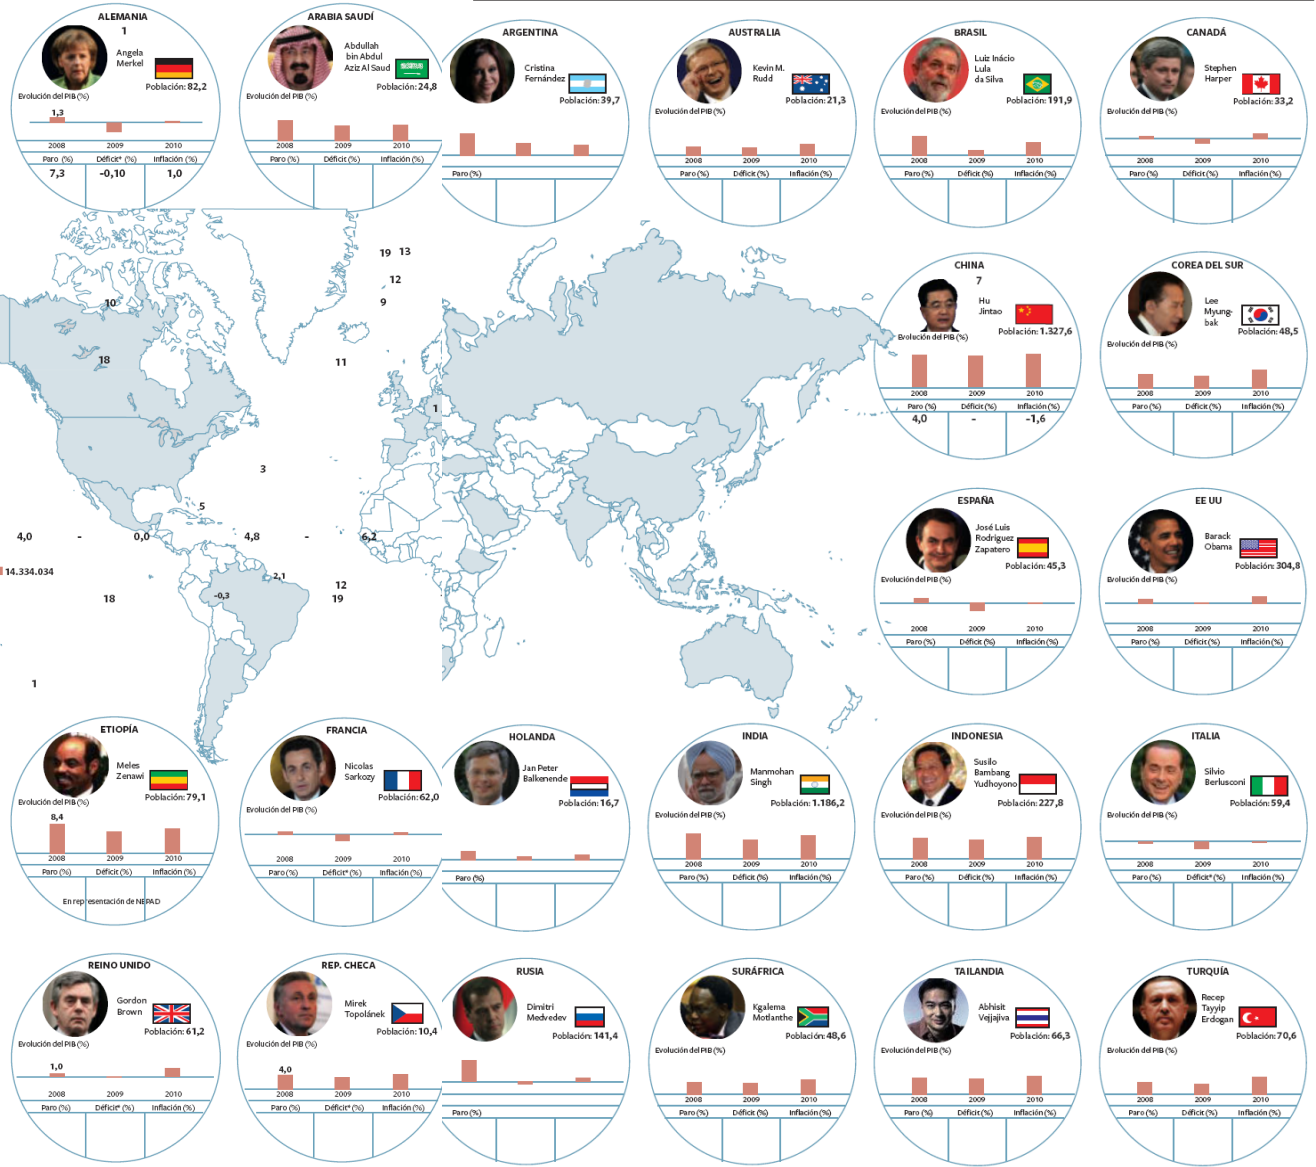 ALEMANIA
1
Angela
Merkel
Población: 82,2
Evolución del PIB (%)
1,3
2008 2009 2010
Paro (%) Déficit* (%) Inflación (%)
7,3 -0,10 1,0
ARABIA SAUDÍ
Abdullah
bin Abdul
Aziz Al Saud
Población: 24,8
Evolución del PIB (%)
2008 2009 2010
Paro (%) Déficit (%) Inflación (%)
ARGENTINA
Cristina
Fernández
Población: 39,7
Paro (%)
AUSTRALIA
Kevin M.
Rudd
Población: 21,3
Evolución del PIB (%)
2008 2009 2010
Paro (%) Déficit (%) Inflación (%)
BRASIL
Luiz Inácio
Lula
da Silva
Población: 191,9
Evolución del PIB (%)
2008 2009 2010
Paro (%) Déficit (%) Inflación (%)
CANADÁ
Stephen
Harper
Población: 33,2
Evolución del PIB (%)
2008 2009 2010
Paro (%) Déficit (%) Inflación (%)
19 13
12
10 9
18 11
1
3
5
4,0 - 0,0 4,8 - 6,2
14.334.034
2,1
-0,3
12
18 19
1
CHINA
7
Hu
Jintao
Población: 1.327,6
Evolución del PIB (%)
2008 2009 2010
Paro (%) Déficit (%) Inflación (%)
4,0 - -1,6
COREA DEL SUR
Lee
Myung-
bak
Población: 48,5
Evolución del PIB (%)
2008 2009 2010
Paro (%) Déficit (%) Inflación (%)
ESPAÑA
José Luis
Rodríguez
Zapatero
Población: 45,3
Evolución del PIB (%)
2008 2009 2010
Paro (%) Déficit* (%) Inflación (%)
EE UU
Barack
Obama
Población: 304,8
Evolución del PIB (%)
2008 2009 2010
Paro (%) Déficit (%) Inflación (%)
ETIOPÍA
Meles
Zenawi
Población: 79,1
Evolución del PIB (%)
8,4
2008 2009 2010
Paro (%) Déficit (%) Inflación (%)
En representación de NEPAD
FRANCIA
Nicolas
Sarkozy
Población: 62,0
Evolución del PIB (%)
2008 2009 2010
Paro (%) Déficit* (%) Inflación (%)
HOLANDA
Jan Peter
Balkenende
Población: 16,7
Paro (%)
INDIA
Manmohan
Singh
Población: 1.186,2
Evolución del PIB (%)
2008 2009 2010
Paro (%) Déficit (%) Inflación (%)
INDONESIA
Susilo
Bambang
Yudhoyono
Población: 227,8
Evolución del PIB (%)
2008 2009 2010
Paro (%) Déficit (%) Inflación (%)
ITALIA
Silvio
Berlusconi
Población: 59,4
Evolución del PIB (%)
2008 2009 2010
Paro (%) Déficit* (%) Inflación (%)
REINO UNIDO
Gordon
Brown
Población: 61,2
Evolución del PIB (%)
1,0
2008 2009 2010
Paro (%) Déficit* (%) Inflación (%)
REP. CHECA
Mirek
Topolánek
Población: 10,4
Evolución del PIB (%)
4,0
2008 2009 2010
Paro (%) Déficit* (%) Inflación (%)
RUSIA
Dimitri
Medvedev
Población: 141,4
Paro (%)
SURÁFRICA
Kgalema
Motlanthe
Población: 48,6
Evolución del PIB (%)
2008 2009 2010
Paro (%) Déficit (%) Inflación (%)
TAILANDIA
Abhisit
Vejjajiva
Población: 66,3
Evolución del PIB (%)
2008 2009 2010
Paro (%) Déficit (%) Inflación (%)
TURQUÍA
Recep
Tayyip
Erdogan
Población: 70,6
Evolución del PIB (%)
2008 2009 2010
Paro (%) Déficit (%) Inflación (%)